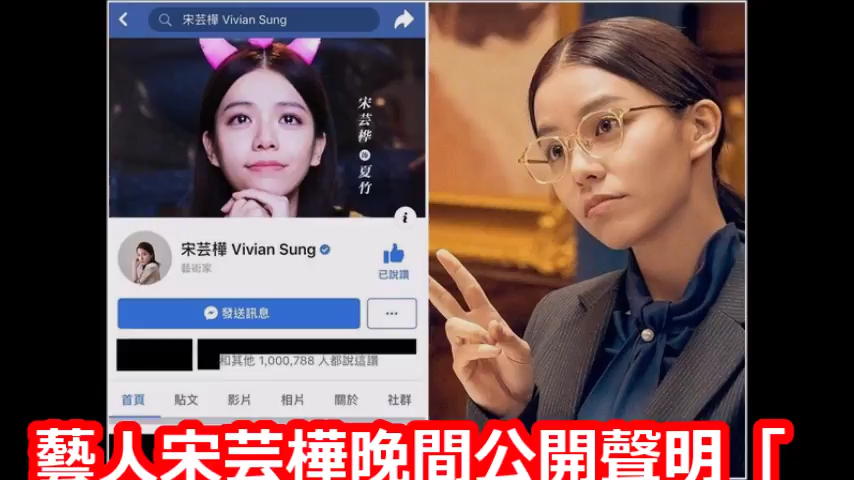 宋芸樺 Vivian Sung
宋芸樺 飾 夏竹
宋芸樺 Vivian Sung
藝術家
已說讚
發送訊息
和其他 1,000,788 人都說這讚
首頁 貼文 影片 相片 關於 社群
藝人宋芸樺晚間公開聲明「